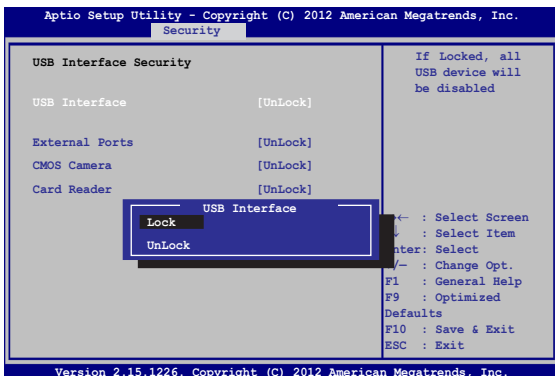 Aptio Setup Utility - Copyright (C) 2012 American Megatrends, Inc.
Security
USB Interface Security
USB Interface [UnLock]
External Ports [UnLock]
CMOS Camera [UnLock]
Card Reader [UnLock]
USB Interface
Lock
UnLock
If Locked, all
USB device will
be disabled
← : Select Screen
↓ : Select Item
nter: Select
/— : Change Opt.
F1 : General Help
F9 : Optimized
Defaults
F10 : Save & Exit
ESC : Exit
Version 2.15.1226. Copyright (C) 2012 American Megatrends, Inc.